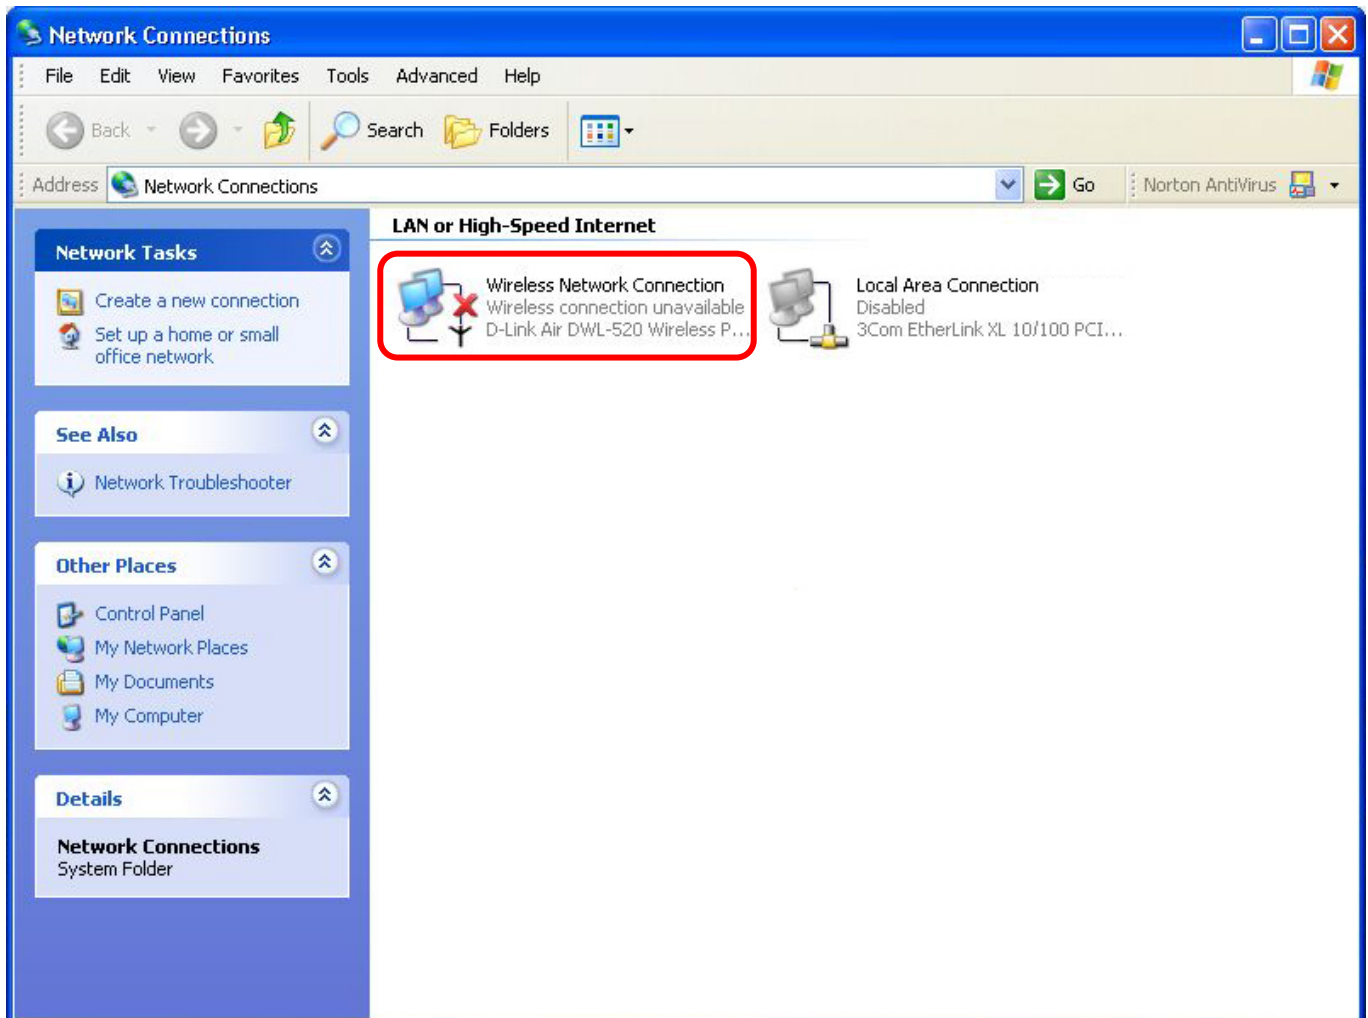 Network Connections
File Edit View Favorites Tools Advanced Help
Back Search Folders
Address Network Connections Go Norton AntiVirus
Network Tasks
Create a new connection
Set up a home or small
office network
See Also
Network Troubleshooter
Other Places
Control Panel
My Network Places
My Documents
My Computer
Details
Network Connections
System Folder
LAN or High-Speed Internet
Wireless Network Connection
Wireless connection unavailable
D-Link Air DWL-520 Wireless P...
Local Area Connection
Disabled
3Com EtherLink XL 10/100 PCI...